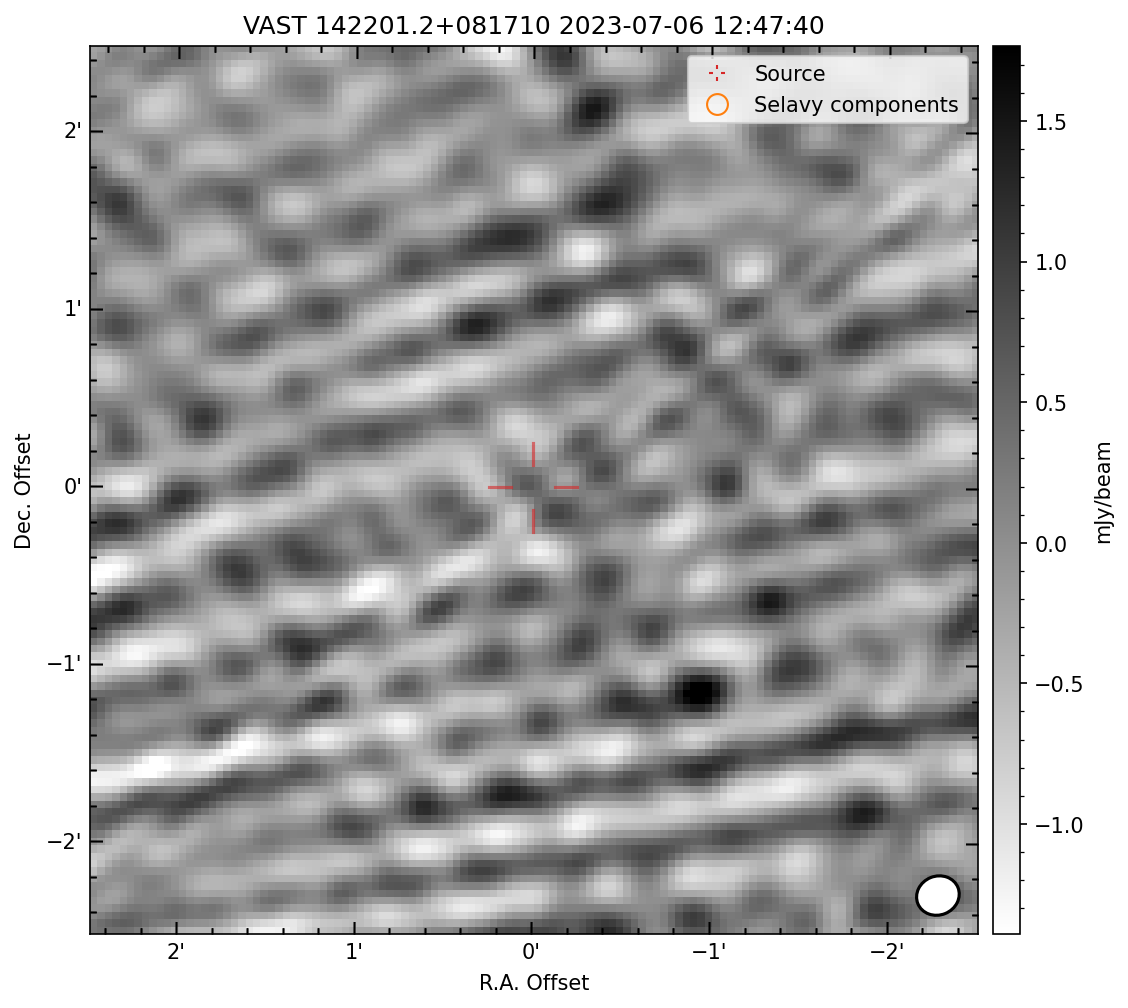 VAST 142201.2+081710 2023-07-06 12:47:40
Source
Selavy components
2'
1'
0'
−1'
−2'
Dec. Offset
2'
1'
0'
−1'
−2'
R.A. Offset
1.5
1.0
0.5
0.0
−0.5
−1.0
mJy/beam